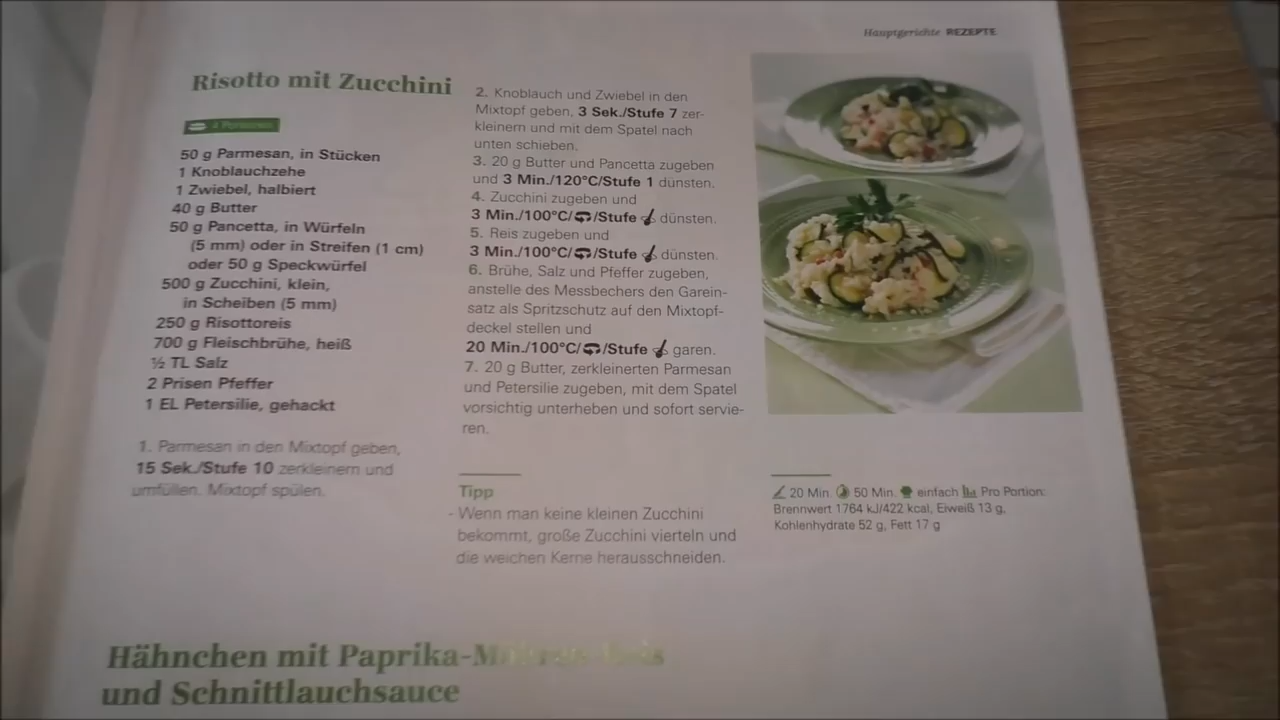 Hauptgerichte REZEPTE
Risotto mit Zucchini
4 Portionen
50 g Parmesan, in Stücken
1 Knoblauchzehe
1 Zwiebel, halbiert
40 g Butter
50 g Pancetta, in Würfeln
(5 mm) oder in Streifen (1 cm)
oder 50 g Speckwürfel
500 g Zucchini, klein,
in Scheiben (5 mm)
250 g Risottoreis
700 g Fleischbrühe, heiß
½ TL Salz
2 Prisen Pfeffer
1 EL Petersilie, gehackt
1. Parmesan in den Mixtopf geben,
15 Sek./Stufe 10 zerkleinern und
umfüllen. Mixtopf spülen.
2. Knoblauch und Zwiebel in den
Mixtopf geben, 3 Sek./Stufe 7 zer-
kleinern und mit dem Spatel nach
unten schieben.
3. 20 g Butter und Pancetta zugeben
und 3 Min./120°C/Stufe 1 dünsten.
4. Zucchini zugeben und
3 Min./100°C/ /Stufe dünsten.
5. Reis zugeben und
3 Min./100°C/ /Stufe dünsten.
6. Brühe, Salz und Pfeffer zugeben,
anstelle des Messbechers den Garein-
satz als Spritzschutz auf den Mixtopf-
deckel stellen und
20 Min./100°C/ /Stufe garen.
7. 20 g Butter, zerkleinerten Parmesan
und Petersilie zugeben, mit dem Spatel
vorsichtig unterheben und sofort servie-
ren.
Tipp
- Wenn man keine kleinen Zucchini
bekommt, große Zucchini vierteln und
die weichen Kerne herausschneiden.
20 Min. 50 Min. einfach Pro Portion:
Brennwert 1764 kJ/422 kcal, Eiweiß 13 g,
Kohlenhydrate 52 g, Fett 17 g
Hähnchen mit Paprika-
und Schnittlauchsauce